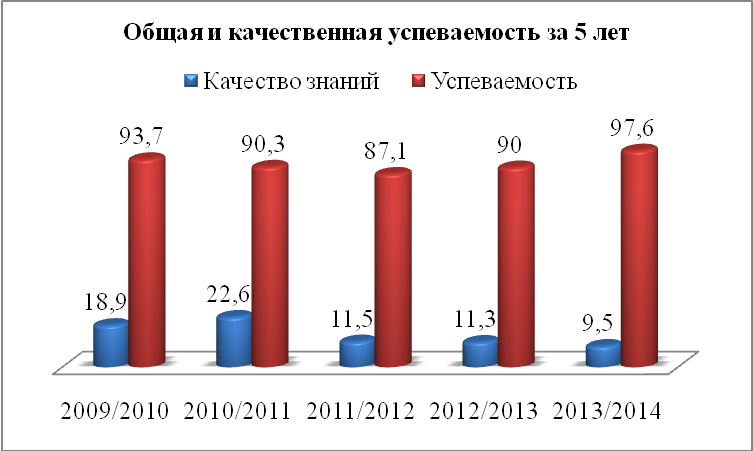 Общая и качественная успеваемость за 5 лет
Качество знаний Успеваемость
93,7 90,3 87,1 90 97,6
18,9 22,6 11,5 11,3 9,5
2009/2010 2010/2011 2011/2012 2012/2013 2013/2014